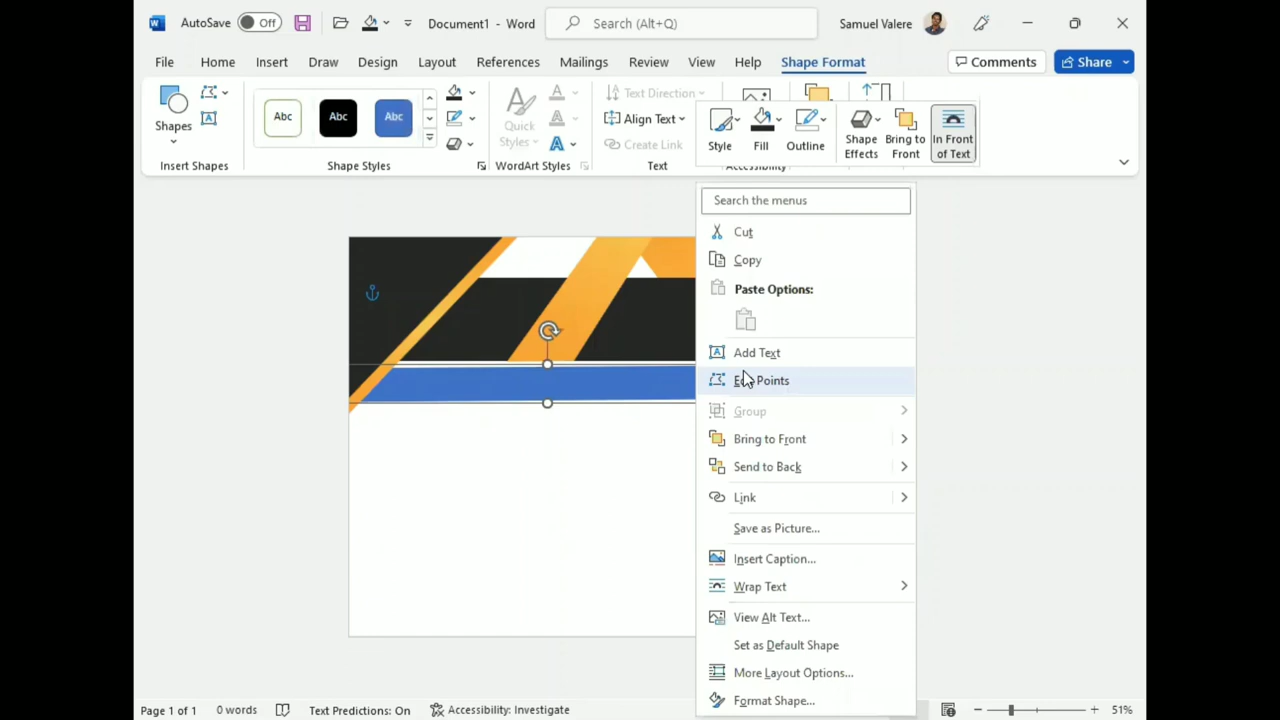 AutoSave Off Document1 - Word Search (Alt+Q) Samuel Valere
File Home Insert Draw Design Layout References Mailings Review View Help Shape Format Comments Share
Shapes
Insert Shapes
Abc Abc Abc
Shape Styles
Quick
Styles
WordArt Styles
Text Direction
Align Text
Create Link
Text
Accessibility
Style Fill Outline
Shape
Effects
Bring to
Front
In Front
of Text
Search the menus
Cut
Copy
Paste Options:
Add Text
Edit Points
Group
Bring to Front
Send to Back
Link
Save as Picture...
Insert Caption...
Wrap Text
View Alt Text...
Set as Default Shape
More Layout Options...
Format Shape...
Page 1 of 1 0 words Text Predictions: On Accessibility: Investigate 51%